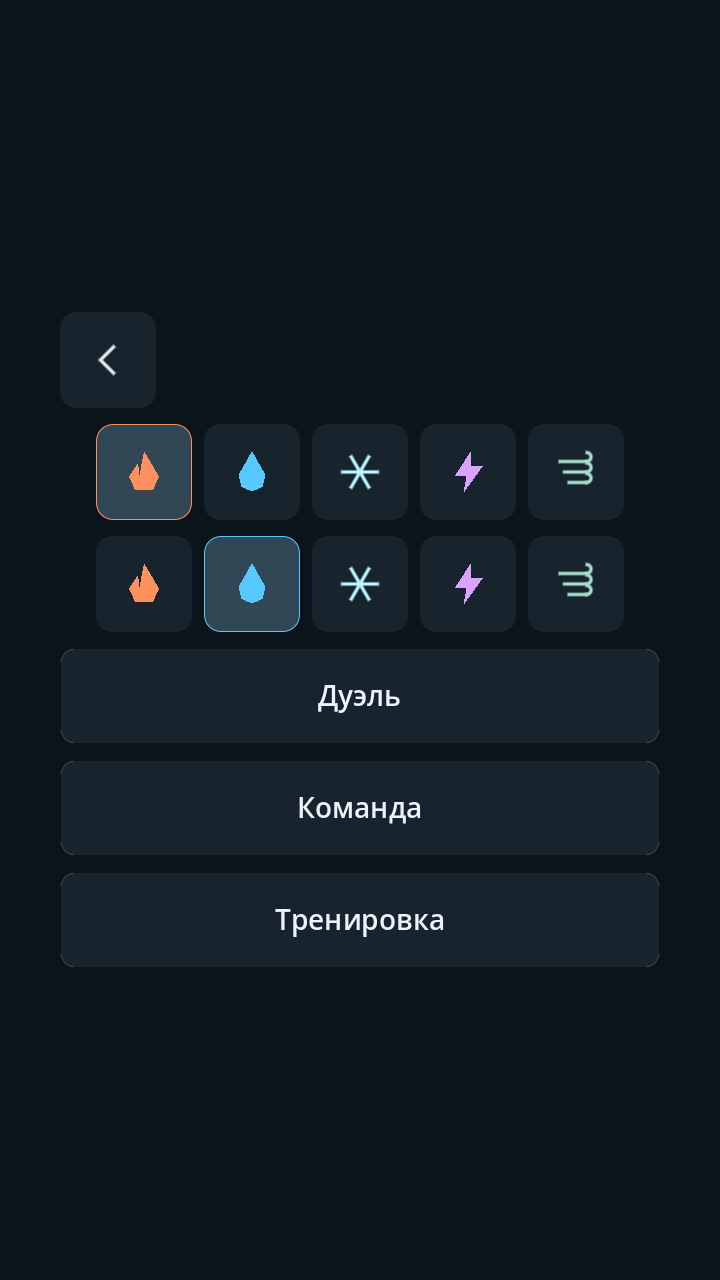 Дуэль
Команда
Тренировка